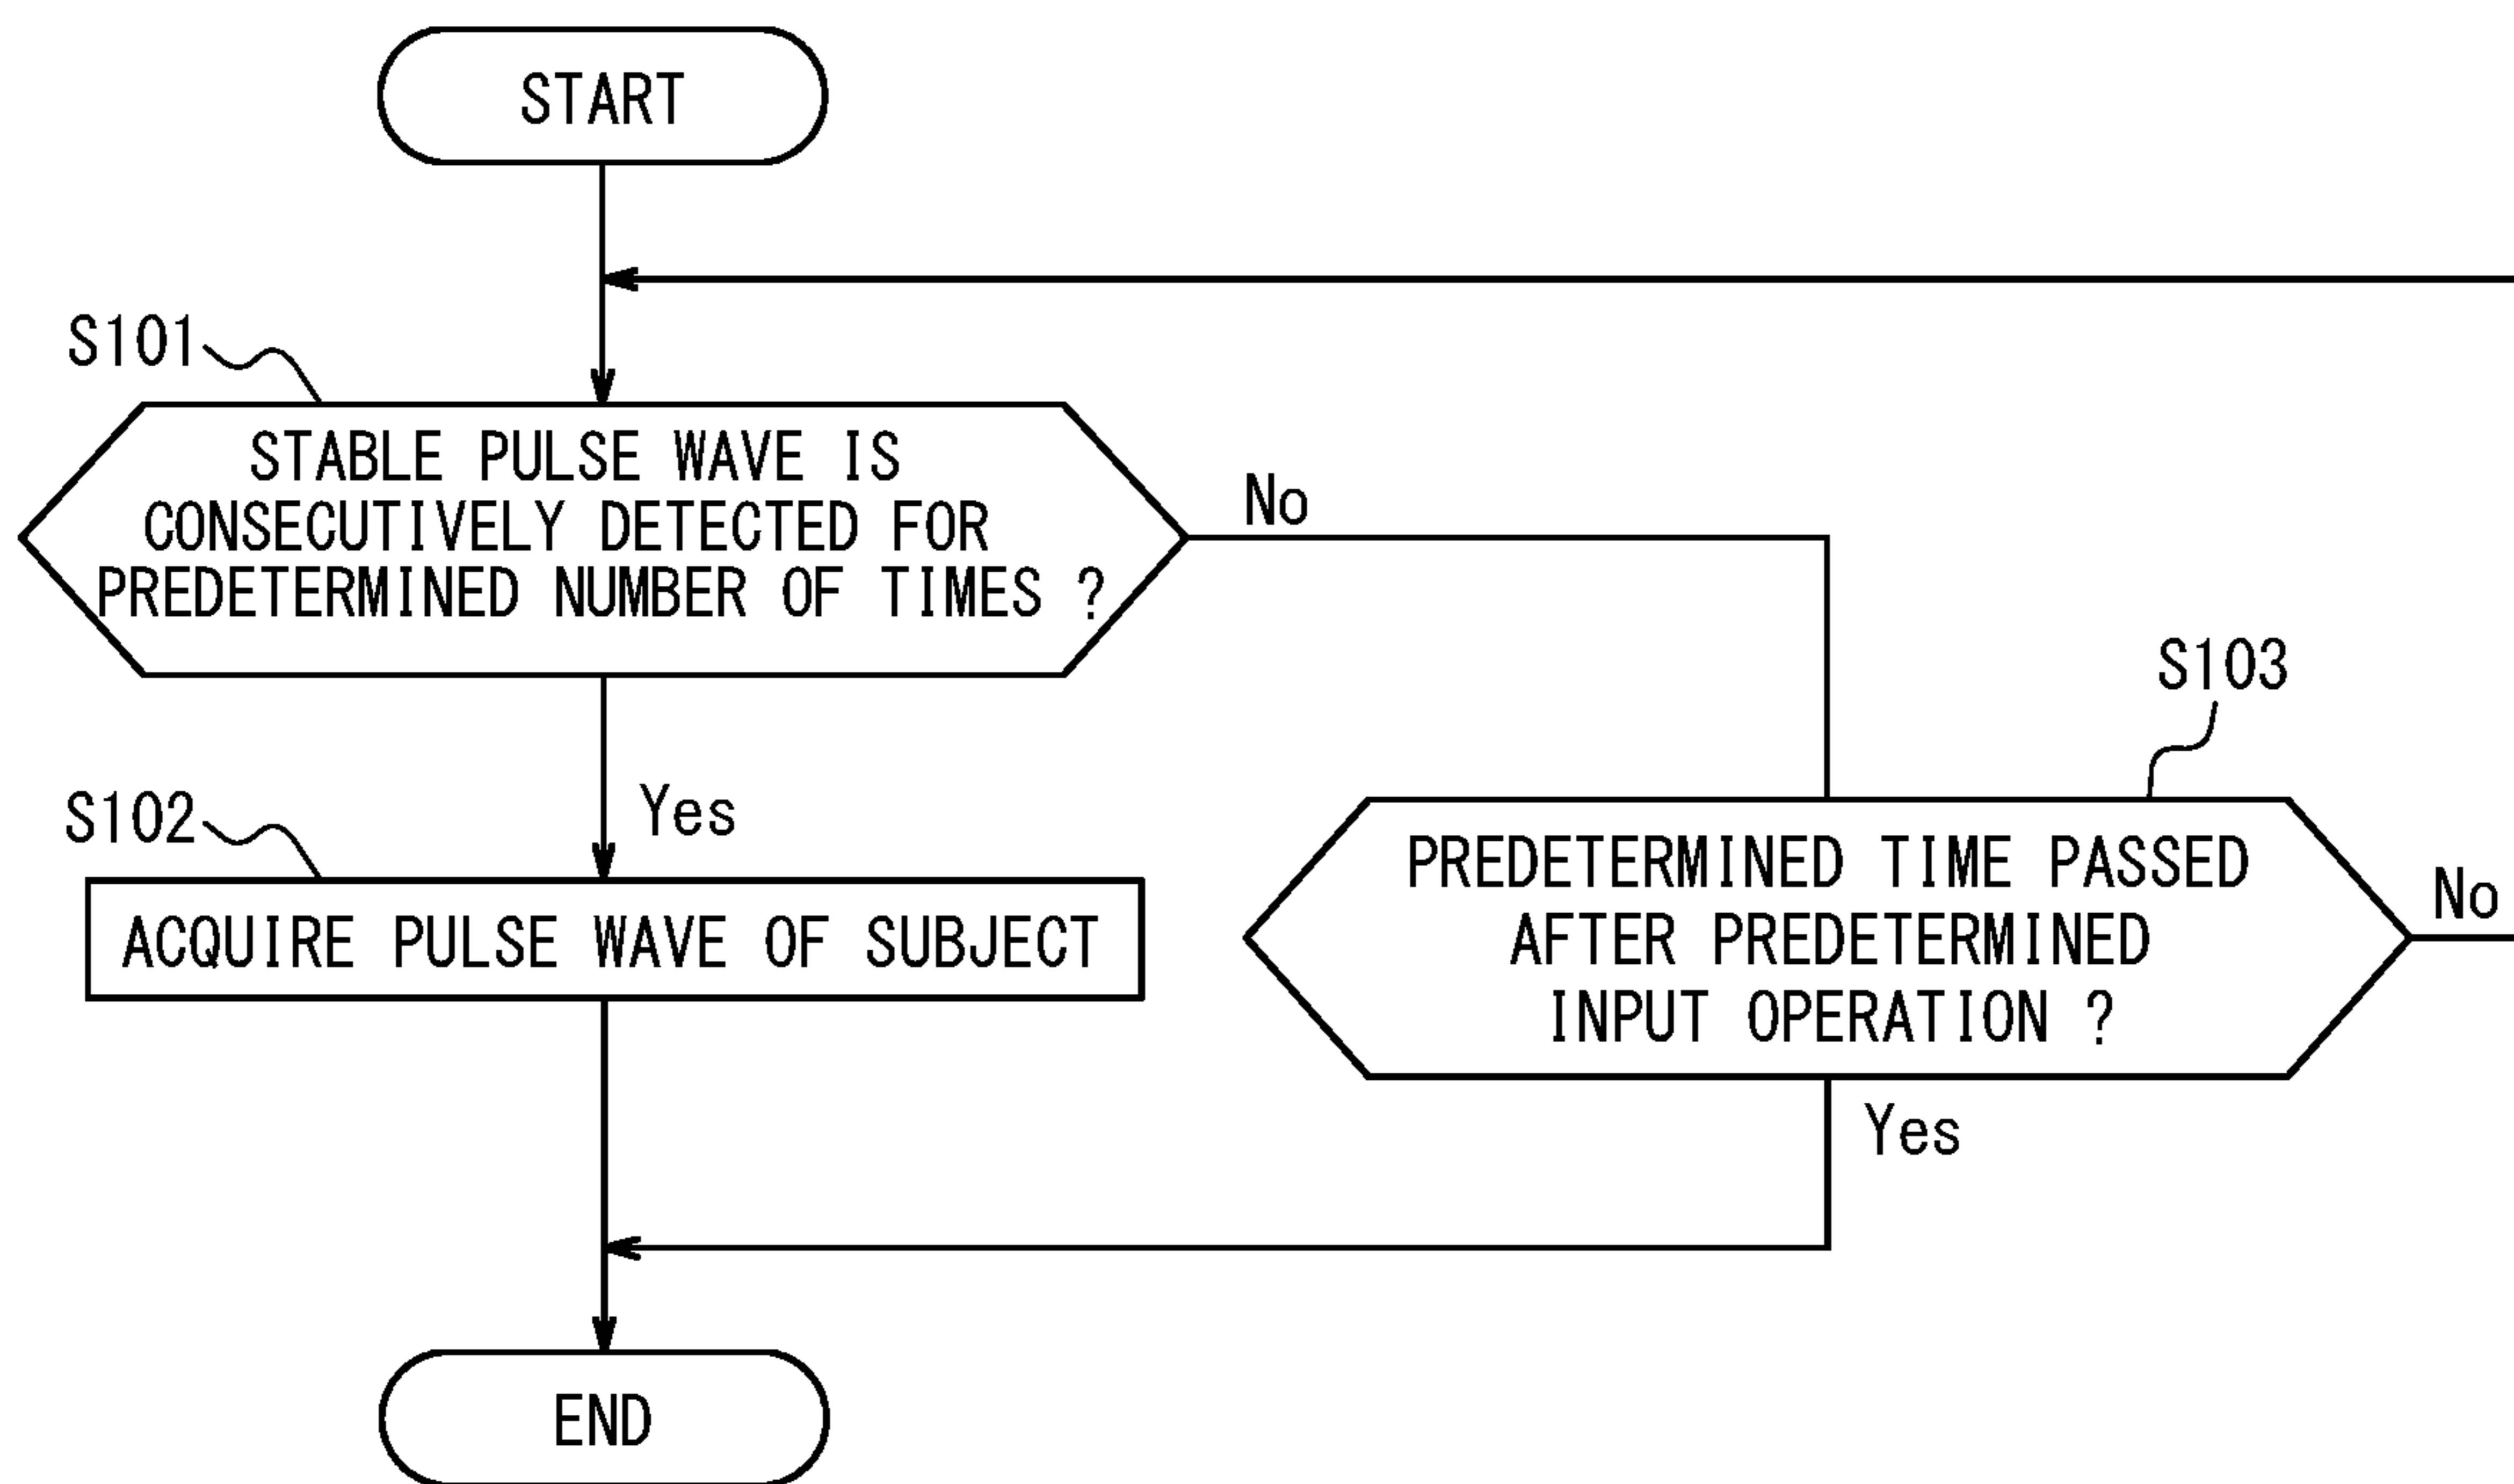 START
S101
STABLE PULSE WAVE IS
CONSECUTIVELY DETECTED FOR
PREDETERMINED NUMBER OF TIMES ?
No
Yes
S102
ACQUIRE PULSE WAVE OF SUBJECT
S103
PREDETERMINED TIME PASSED
AFTER PREDETERMINED
INPUT OPERATION ?
No
Yes
END